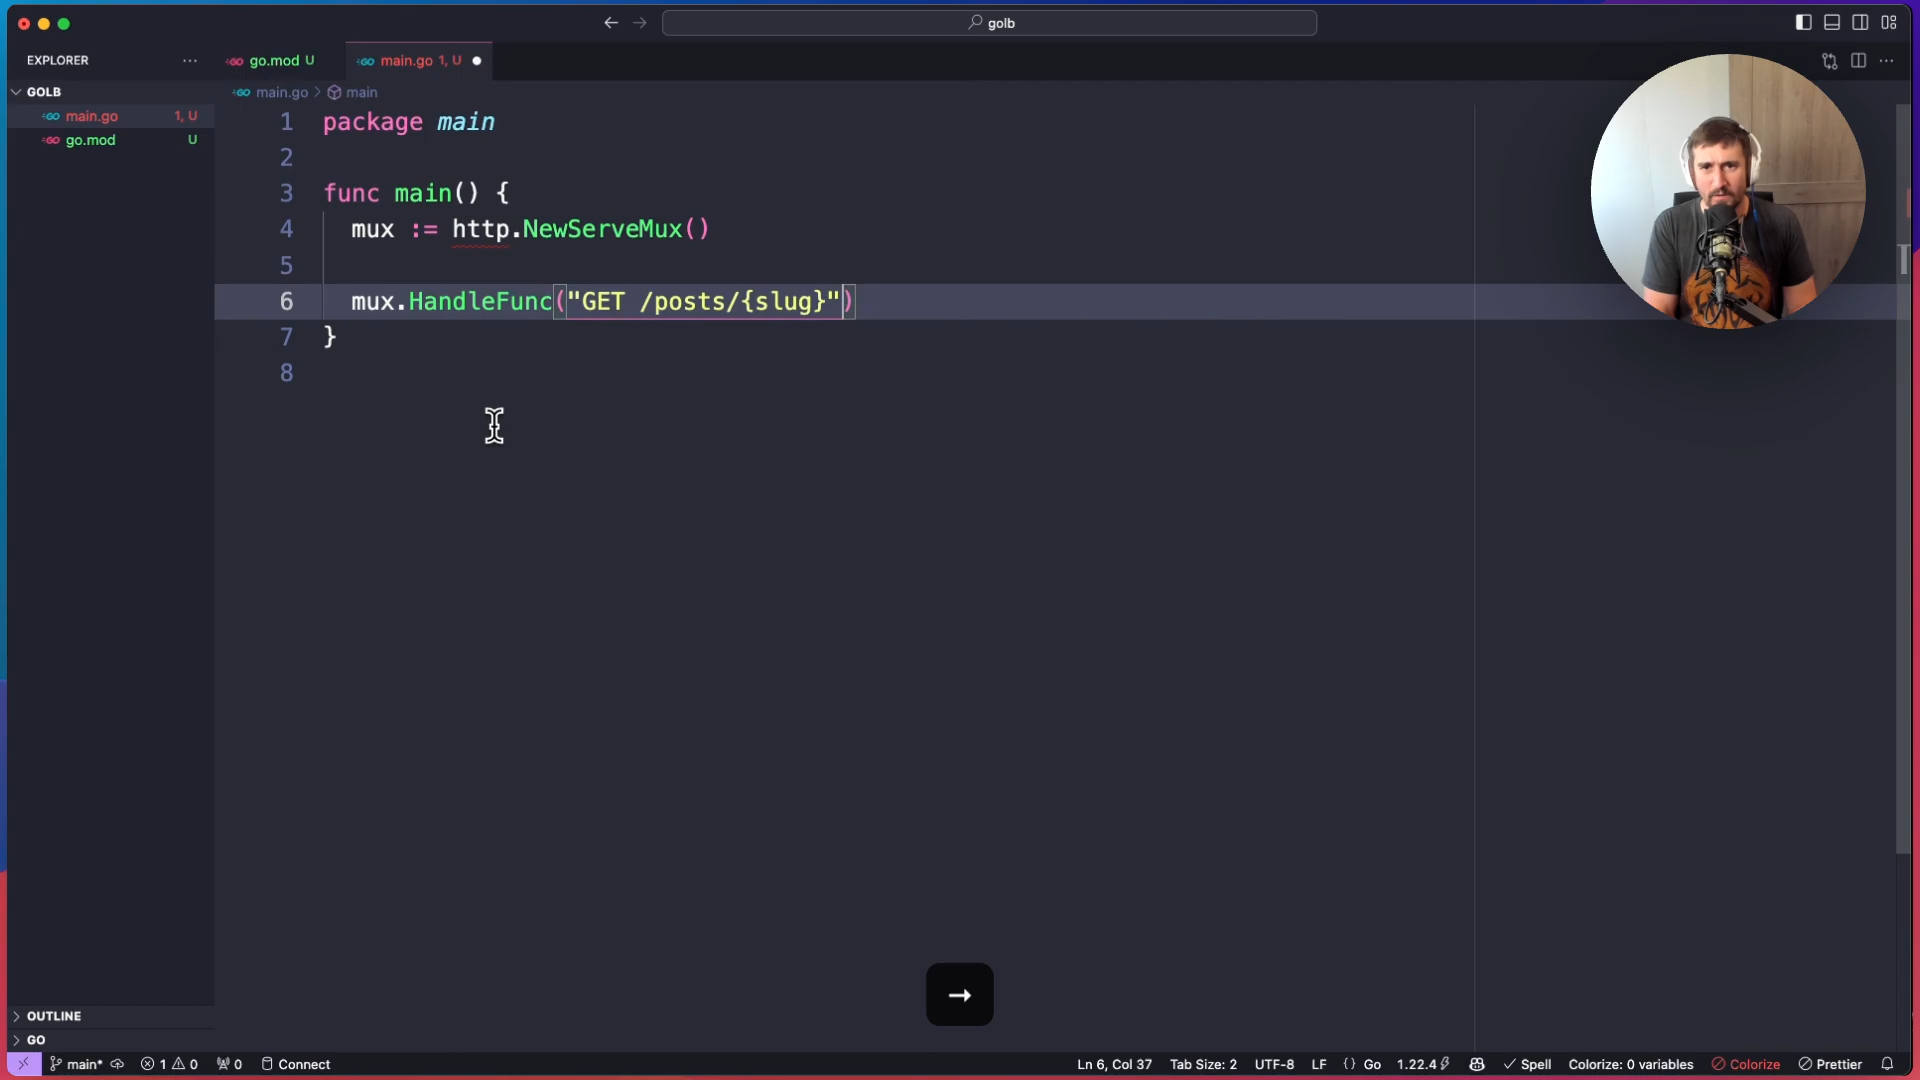 golb
EXPLORER
GOLB
main.go 1, U
go.mod U
go.mod U
main.go 1, U
main.go > main
1 package main
2
3 func main() {
4 mux := http.NewServeMux()
5
6 mux.HandleFunc("GET /posts/{slug}")
7 }
8
→
OUTLINE
GO
main* 1 0 0 Connect Ln 6, Col 37 Tab Size: 2 UTF-8 LF {} Go 1.22.4 Spell Colorize: 0 variables Colorize Prettier